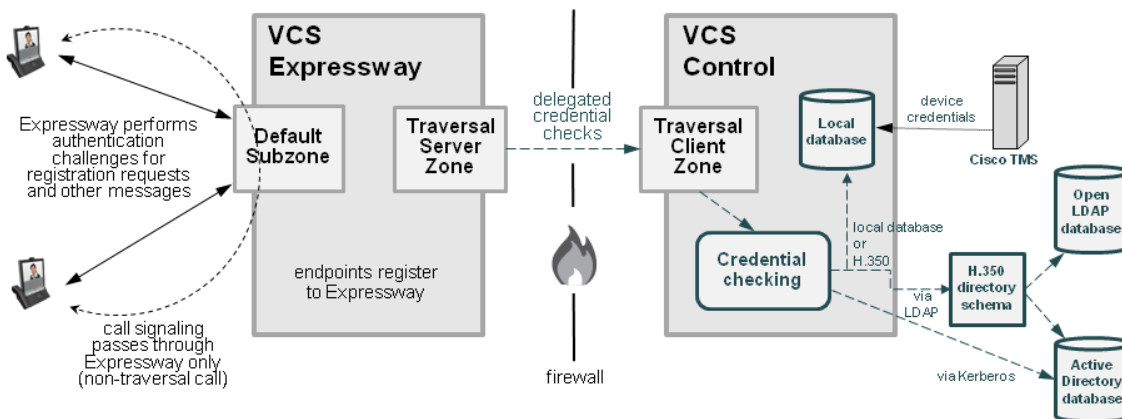 VCS
Expressway
VCS
Control
Expressway performs
authentication
challenges for
registration requests
and other messages
Default
Subzone
Traversal
Server
Zone
delegated
credential
checks
Traversal
Client
Zone
Local
database
device
credentials
Cisco TMS
Open
LDAP
database
local database
or
H.350
Credential
checking
via
LDAP
H.350
directory
schema
endpoints register
to Expressway
call signaling
passes through
Expressway only
(non-traversal call)
firewall
via Kerberos
Active
Directory
database